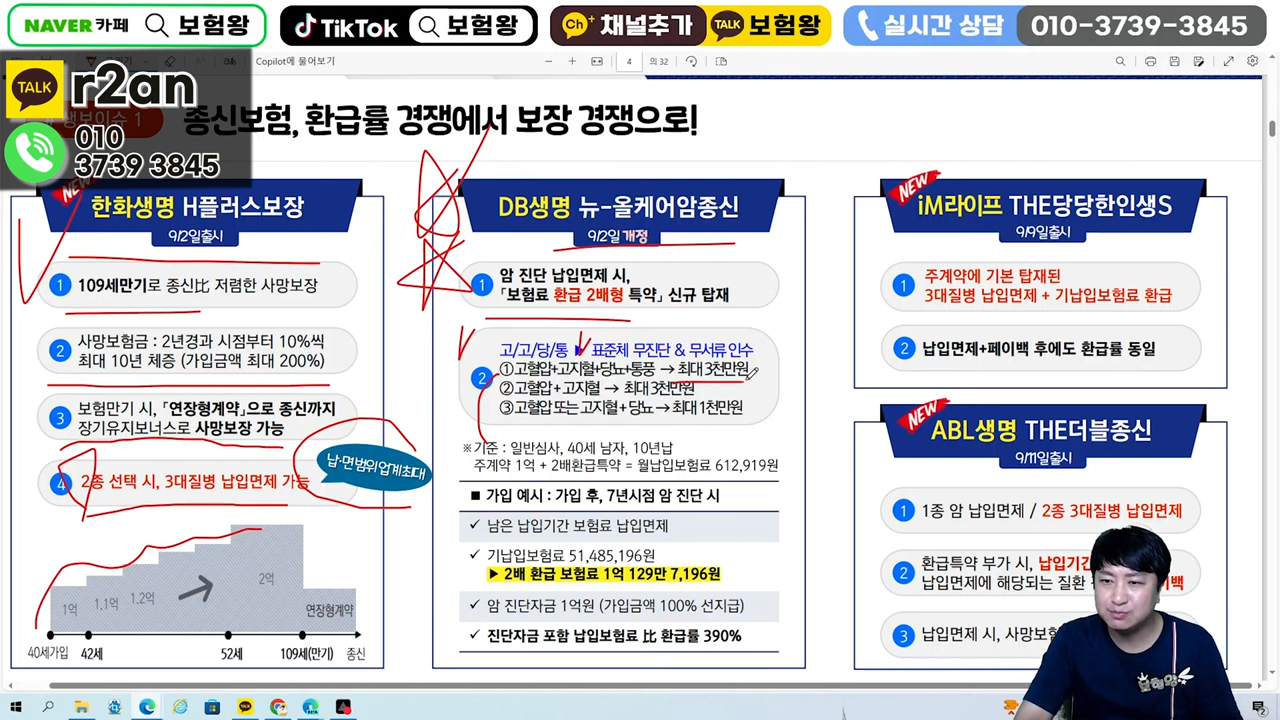 NAVER 카페 보험왕
TikTok 보험왕
Ch+ 채널추가 TALK 보험왕
실시간 상담 010-3739-3845
TALK r2an
010
3739 3845
Copilot에 물어보기
4 의 32
종신보험, 환급률 경쟁에서 보장 경쟁으로!
NEW
한화생명 H플러스보장
9/2일출시
1 109세만기로 종신比 저렴한 사망보장
2 사망보험금 : 2년경과 시점부터 10%씩
최대 10년 체증 (가입금액 최대 200%)
3 보험만기 시, 「연장형계약」으로 종신까지
장기유지보너스로 사망보장 가능
4 2종 선택 시, 3대질병 납입면제 가능
납·면범위업계최대
1억 1.1억 1.2억 2억 연장형계약
40세가입 42세 52세 109세(만기) 종신
DB생명 뉴-올케어암종신
9/2일 개정
1 암 진단 납입면제 시,
「보험료 환급 2배형 특약」 신규 탑재
2 고/고/당/통 ▶ 표준체 무진단 & 무서류 인수
①고혈압+고지혈+당뇨+통풍 → 최대 3천만원
②고혈압 + 고지혈 → 최대 3천만원
③고혈압 또는 고지혈 + 당뇨 → 최대 1천만원
※기준 : 일반심사, 40세 남자, 10년납
주계약 1억 + 2배환급특약 = 월납입보험료 612,919원
■ 가입 예시 : 가입 후, 7년시점 암 진단 시
✓ 남은 납입기간 보험료 납입면제
✓ 기납입보험료 51,485,196원
▶ 2배 환급 보험료 1억 129만 7,196원
✓ 암 진단자금 1억원 (가입금액 100% 선지급)
✓ 진단자금 포함 납입보험료 比 환급률 390%
NEW
iM라이프 THE당당한인생S
9/9일출시
1 주계약에 기본 탑재된
3대질병 납입면제 + 기납입보험료 환급
2 납입면제+페이백 후에도 환급률 동일
NEW
ABL생명 THE더블종신
9/11일출시
1 1종 암 납입면제 / 2종 3대질병 납입면제
2 환급특약 부가 시, 납입기간
납입면제에 해당되는 질환
3 납입면제 시, 사망보험
보험왕